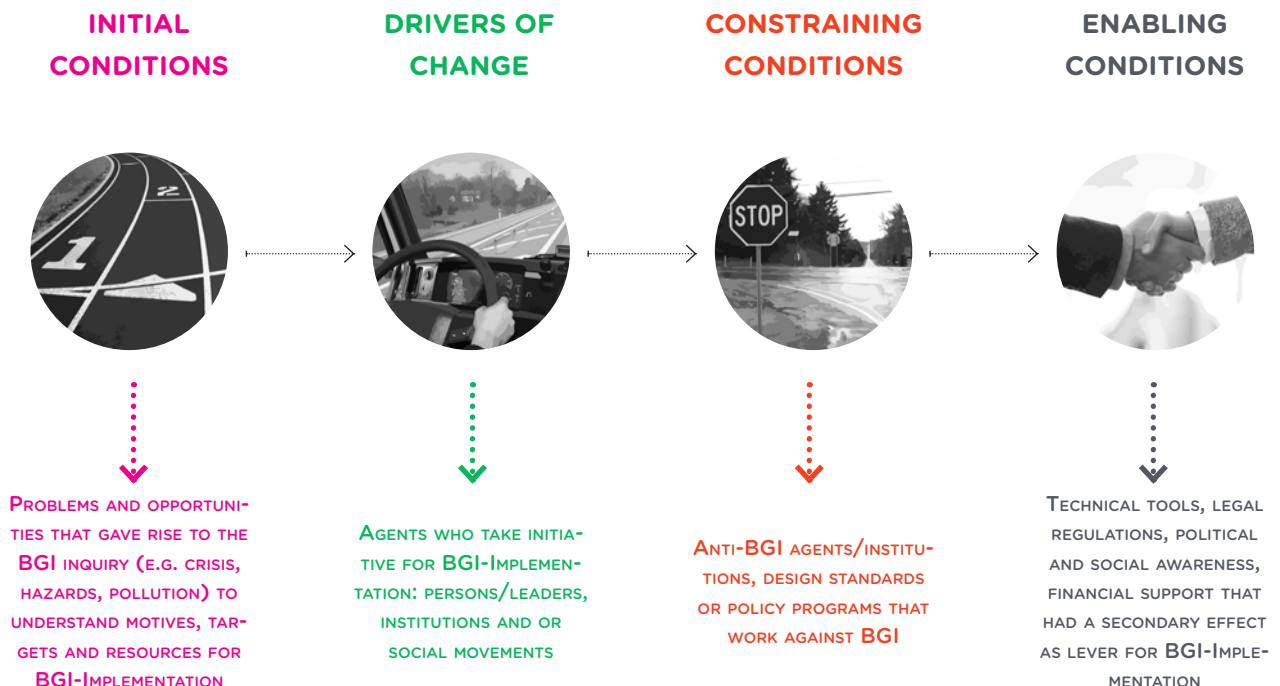 INITIAL
CONDITIONS
DRIVERS OF
CHANGE
CONSTRAINING
CONDITIONS
ENABLING
CONDITIONS
1
2
STOP
PROBLEMS AND OPPORTUNI-
TIES THAT GAVE RISE TO THE
BGI INQUIRY (E.G. CRISIS,
HAZARDS, POLLUTION) TO
UNDERSTAND MOTIVES, TAR-
GETS AND RESOURCES FOR
BGI-IMPLEMENTATION
AGENTS WHO TAKE INITIA-
TIVE FOR BGI-IMPLEMEN-
TATION: PERSONS/LEADERS,
INSTITUTIONS AND OR
SOCIAL MOVEMENTS
ANTI-BGI AGENTS/INSTITU-
TIONS, DESIGN STANDARDS
OR POLICY PROGRAMS THAT
WORK AGAINST BGI
TECHNICAL TOOLS, LEGAL
REGULATIONS, POLITICAL
AND SOCIAL AWARENESS,
FINANCIAL SUPPORT THAT
HAD A SECONDARY EFFECT
AS LEVER FOR BGI-IMPLE-
MENTATION